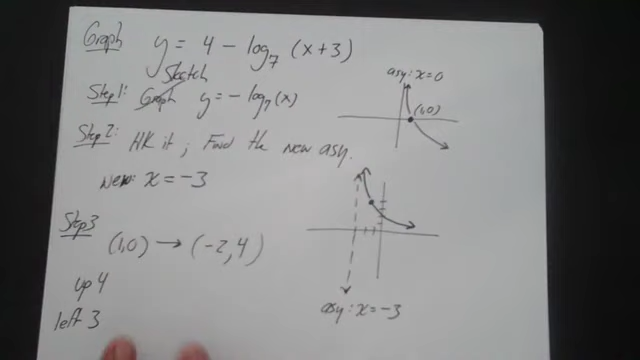 Graph y = 4 - log₇ (x+3)
Sketch
Step 1: Graph y = - log₇(x)
Step 2: HK it; Find the new asy.
new: x = -3
Step 3
(1,0) → (-2,4)
up 4
left 3
asy: x=0
(1,0)
asy: x=-3